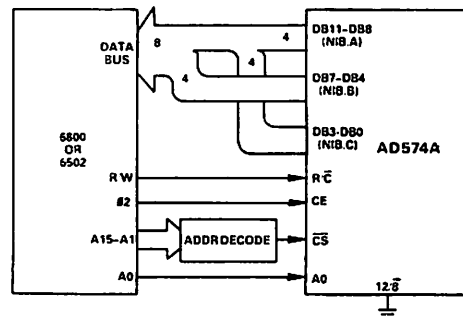 DATA
BUS
8
4
4
4
DB11–DB8
(NIB.A)
DB7–DB4
(NIB.B)
DB3–DB0
(NIB.C)
6800
OR
6502
AD574A
R/W
R/C̅
ϕ2
CE
A15–A1
ADDR DECODE
C̅S̅
A0
A0
12/8̅